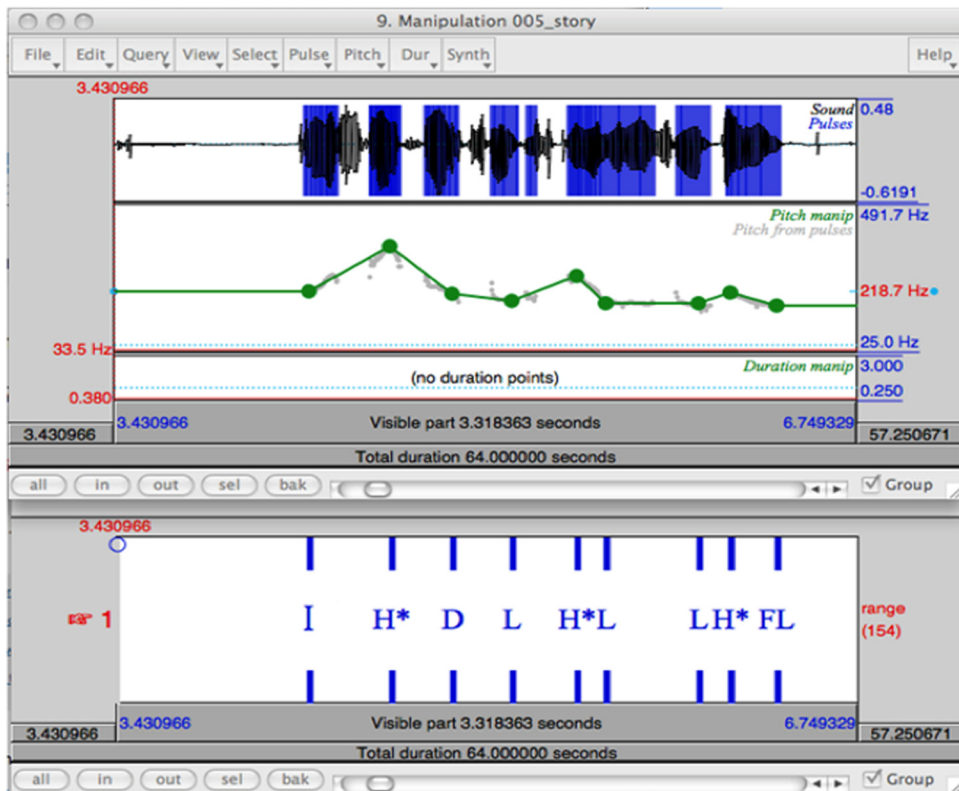 9. Manipulation 005_story
File Edit Query View Select Pulse Pitch Dur Synth Help
3.430966
Sound
Pulses
0.48
-0.6191
Pitch manip
Pitch from pulses
491.7 Hz
218.7 Hz
25.0 Hz
33.5 Hz
Duration manip
(no duration points)
3.000
0.250
0.380
3.430966 3.430966 Visible part 3.318363 seconds 6.749329 57.250671
Total duration 64.000000 seconds
all in out sel bak Group
3.430966
1 I H* D L H* L L H* FL range
(154)
3.430966 3.430966 Visible part 3.318363 seconds 6.749329 57.250671
Total duration 64.000000 seconds
all in out sel bak Group